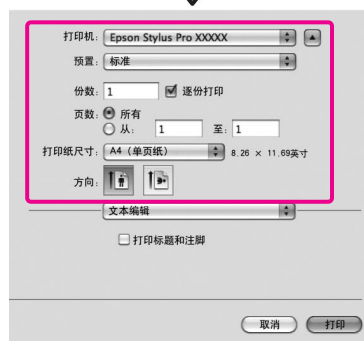 打印机: Epson Stylus Pro XXXXX
预置: 标准
份数: 1 逐份打印
页数: 所有
从: 1 至: 1
打印纸尺寸: A4 (单页纸) 8.26 × 11.69英寸
方向:
文本编辑
打印标题和注脚
取消 打印